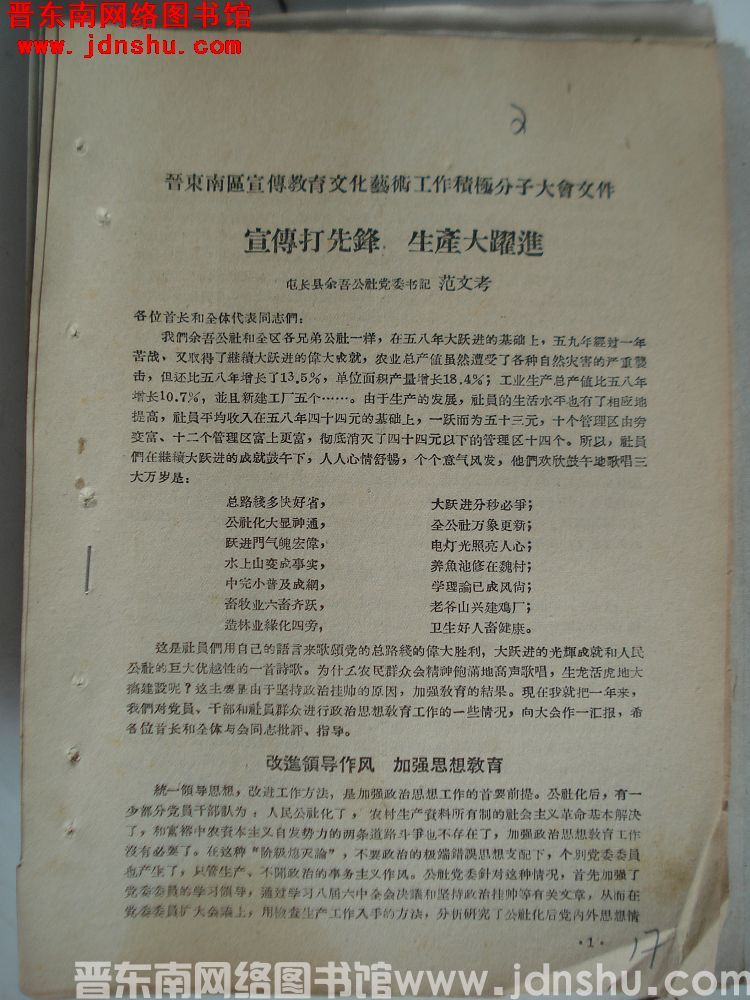 晋东南网络图书馆
www.jdnshu.com
2
晉東南區宣傳教育文化藝術工作積極分子大會文件
宣傳打先鋒 生產大躍進
屯长县余吾公社党委书記 范文考
各位首长和全体代表同志們：
我們余吾公社和全区各兄弟公社一样，在五八年大跃进的基础上，五九年經过一年
苦战，又取得了继續大跃进的偉大成就，农业总产值虽然遭受了各种自然灾害的严重襲
击，但还比五八年增长了13.5％，单位面积产量增长18.4％；工业生产总产值比五八年
增长10.7％，並且新建工厂五个……。由于生产的发展，社員的生活水平也有了相应地
提高，社員平均收入在五八年四十四元的基础上，一跃而为五十三元，十个管理区由穷
变富、十二个管理区富上更富，彻底消灭了四十四元以下的管理区十四个。所以，社員
們在継續大跃进的成就鼓午下，人人心情舒暢，个个意气风发，他們欢欣鼓午地歌唱三
大万岁是：
总路綫多快好省， 大跃进分秒必爭；
公社化大显神通， 全公社万象更新；
跃进門气魄宏偉， 电灯光照亮人心；
水上山变成事实， 养魚池修在魏村；
中完小普及成網， 学理論已成风尙；
畜牧业六畜齐跃， 老谷山兴建鸡厂；
造林业綠化四旁， 卫生好人畜健康。
这是社員們用自己的語言来歌頌党的总路綫的偉大胜利，大跃进的光輝成就和人民
公社的巨大优越性的一首詩歌。为什么农民群众会精神飽滿地高声歌唱，生龙活虎地大
搞建設呢？这主要是由于坚持政治挂帅的原因，加强敎育的結果。現在我就把一年来，
我們对党員、干部和社員群众进行政治思想敎育工作的一些情况，向大会作一汇报，希
各位首长和全体与会同志批評、指导。
改進領导作风 加强思想敎育
統一領导思想，改进工作方法，是加强政治思想工作的首要前提。公社化后，有一
少部分党員干部认为：人民公社化了，农村生产資料所有制的社会主义革命基本解决
了，和富裕中农資本主义自发势力的两条道路斗爭也不存在了，加强政治思想敎育工作
沒有必要了。在这种“阶級熄灭論”，不要政治的极端錯誤思想支配下，个別党委委員
也产生了，只管生产、不問政治的事务主义作风。公社党委針对这种情况，首先加强了
党委委員的学习領导，通过学习八届六中全会决議和坚持政治挂帅等有关文章，从而在
党委委員扩大会議上，用檢查生产工作入手的方法，分析研究了公社化后党內外思想情
·1·
17
晋东南网络图书馆www.jdnshu.com